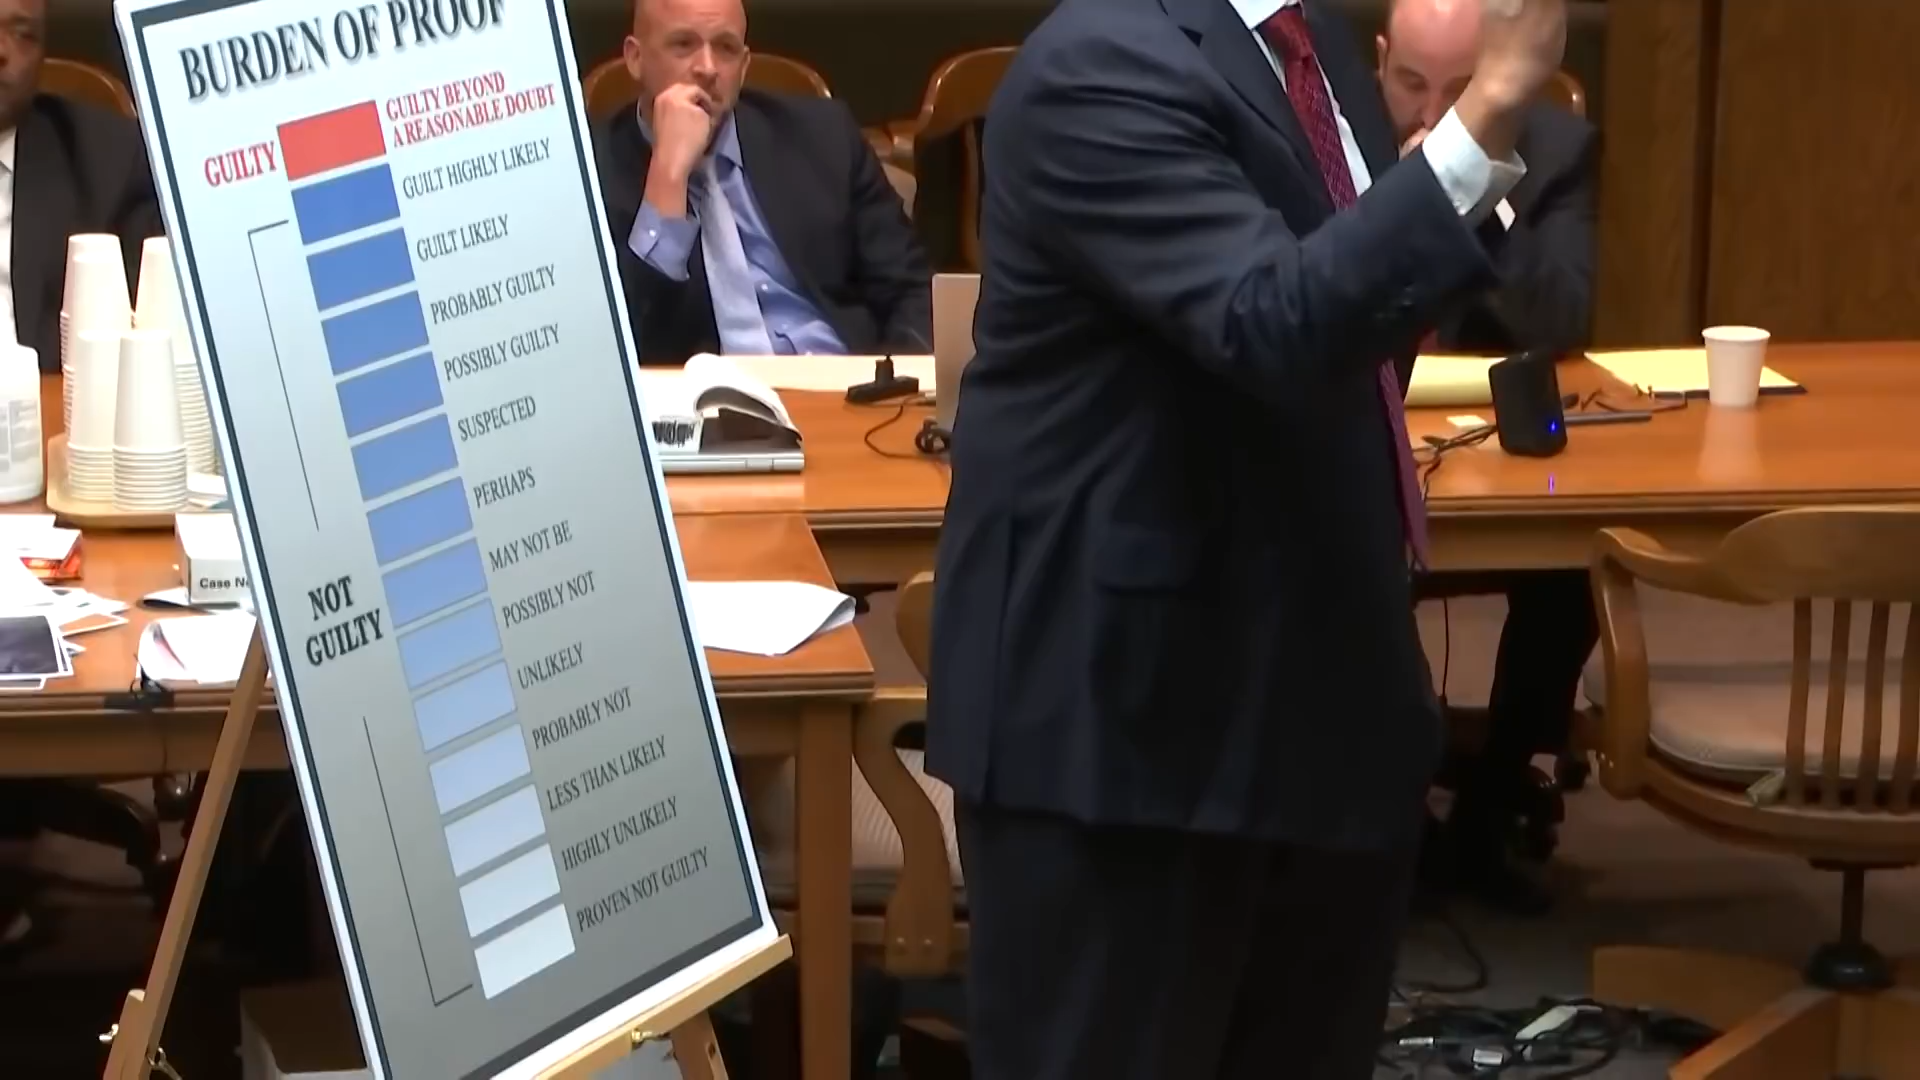 BURDEN OF PROOF
GUILTY
GUILTY BEYOND
A REASONABLE DOUBT
GUILT HIGHLY LIKELY
GUILT LIKELY
PROBABLY GUILTY
POSSIBLY GUILTY
SUSPECTED
PERHAPS
MAY NOT BE
POSSIBLY NOT
NOT
GUILTY
UNLIKELY
PROBABLY NOT
LESS THAN LIKELY
HIGHLY UNLIKELY
PROVEN NOT GUILTY
Case